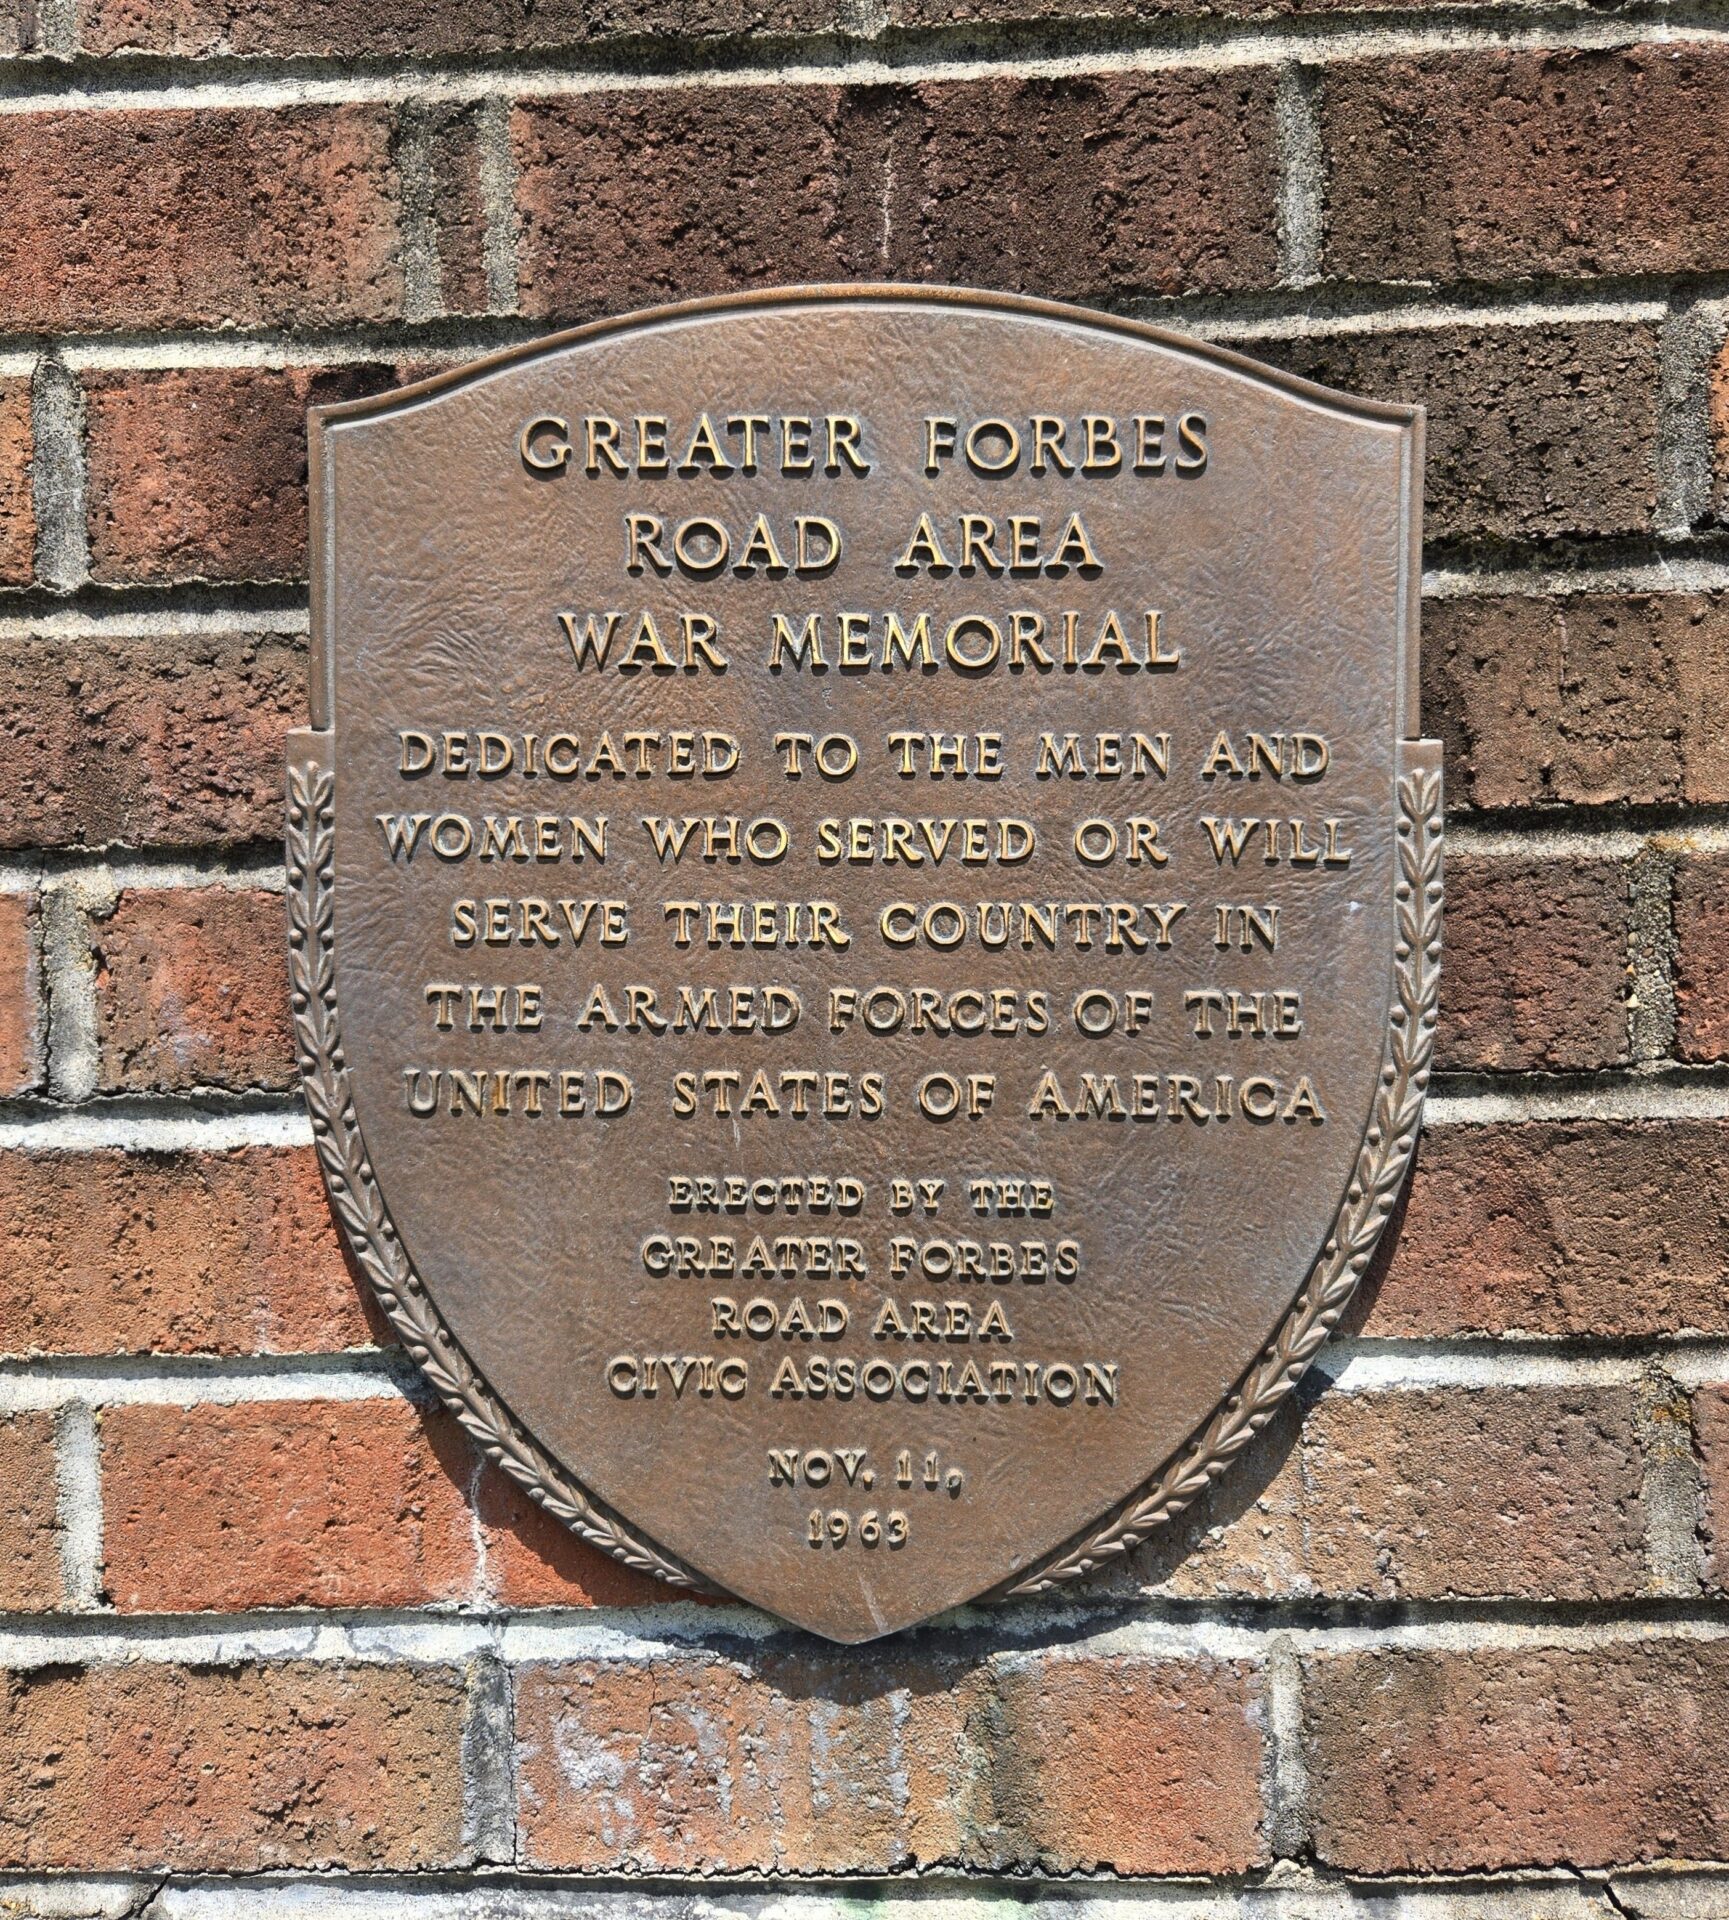 GREATER FORBES
ROAD AREA
WAR MEMORIAL
DEDICATED TO THE MEN AND
WOMEN WHO SERVED OR WILL
SERVE THEIR COUNTRY IN
THE ARMED FORCES OF THE
UNITED STATES OF AMERICA
ERECTED BY THE
GREATER FORBES
ROAD AREA
CIVIC ASSOCIATION
NOV. 11,
1963